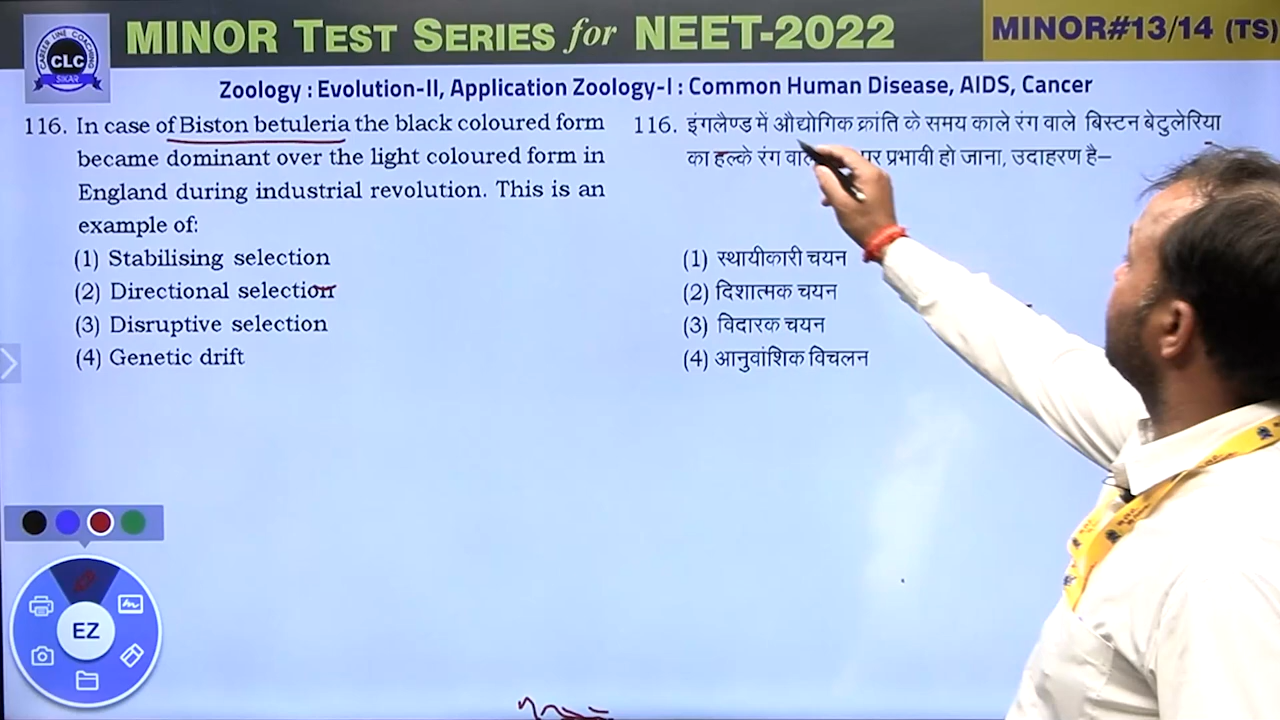 CAREER LINE COACHING
CLC
SIKAR
MINOR TEST SERIES for NEET-2022
MINOR#13/14 (TS)
Zoology : Evolution-II, Application Zoology-I : Common Human Disease, AIDS, Cancer
116. In case of Biston betuleria the black coloured form
became dominant over the light coloured form in
England during industrial revolution. This is an
example of:
(1) Stabilising selection
(2) Directional selection
(3) Disruptive selection
(4) Genetic drift
116. इंगलैण्ड में औद्योगिक क्रांति के समय काले रंग वाले बिस्टन बेटुलेरिया
का हल्के रंग पर प्रभावी हो जाना, उदाहरण है–
(1) स्थायीकारी चयन
(2) दिशात्मक चयन
(3) विदारक चयन
(4) आनुवांशिक विचलन
EZ